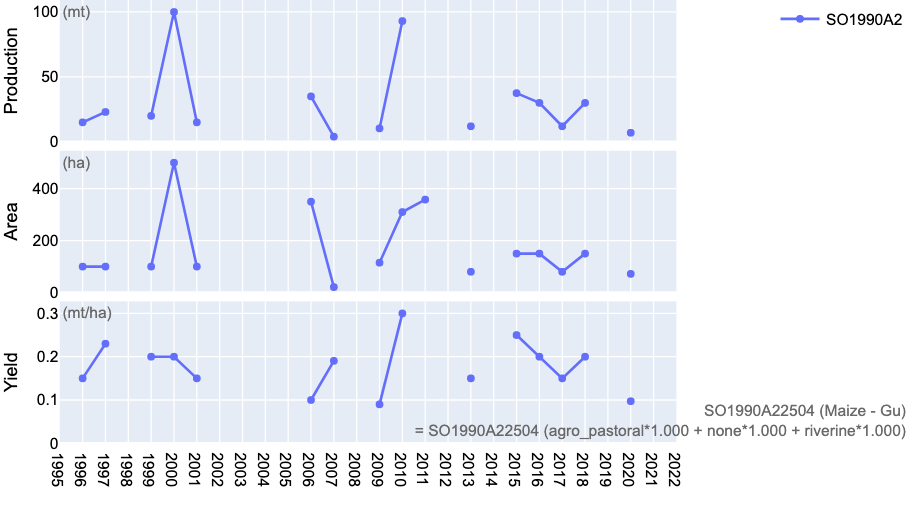 SO1990A2
(mt)
Production
100
50
0
(ha)
Area
400
200
0
(mt/ha)
Yield
0.3
0.2
0.1
0
SO1990A22504 (Maize - Gu)
= SO1990A22504 (agro_pastoral*1.000 + none*1.000 + riverine*1.000)
1995 1996 1997 1998 1999 2000 2001 2002 2003 2004 2005 2006 2007 2008 2009 2010 2011 2012 2013 2014 2015 2016 2017 2018 2019 2020 2021 2022